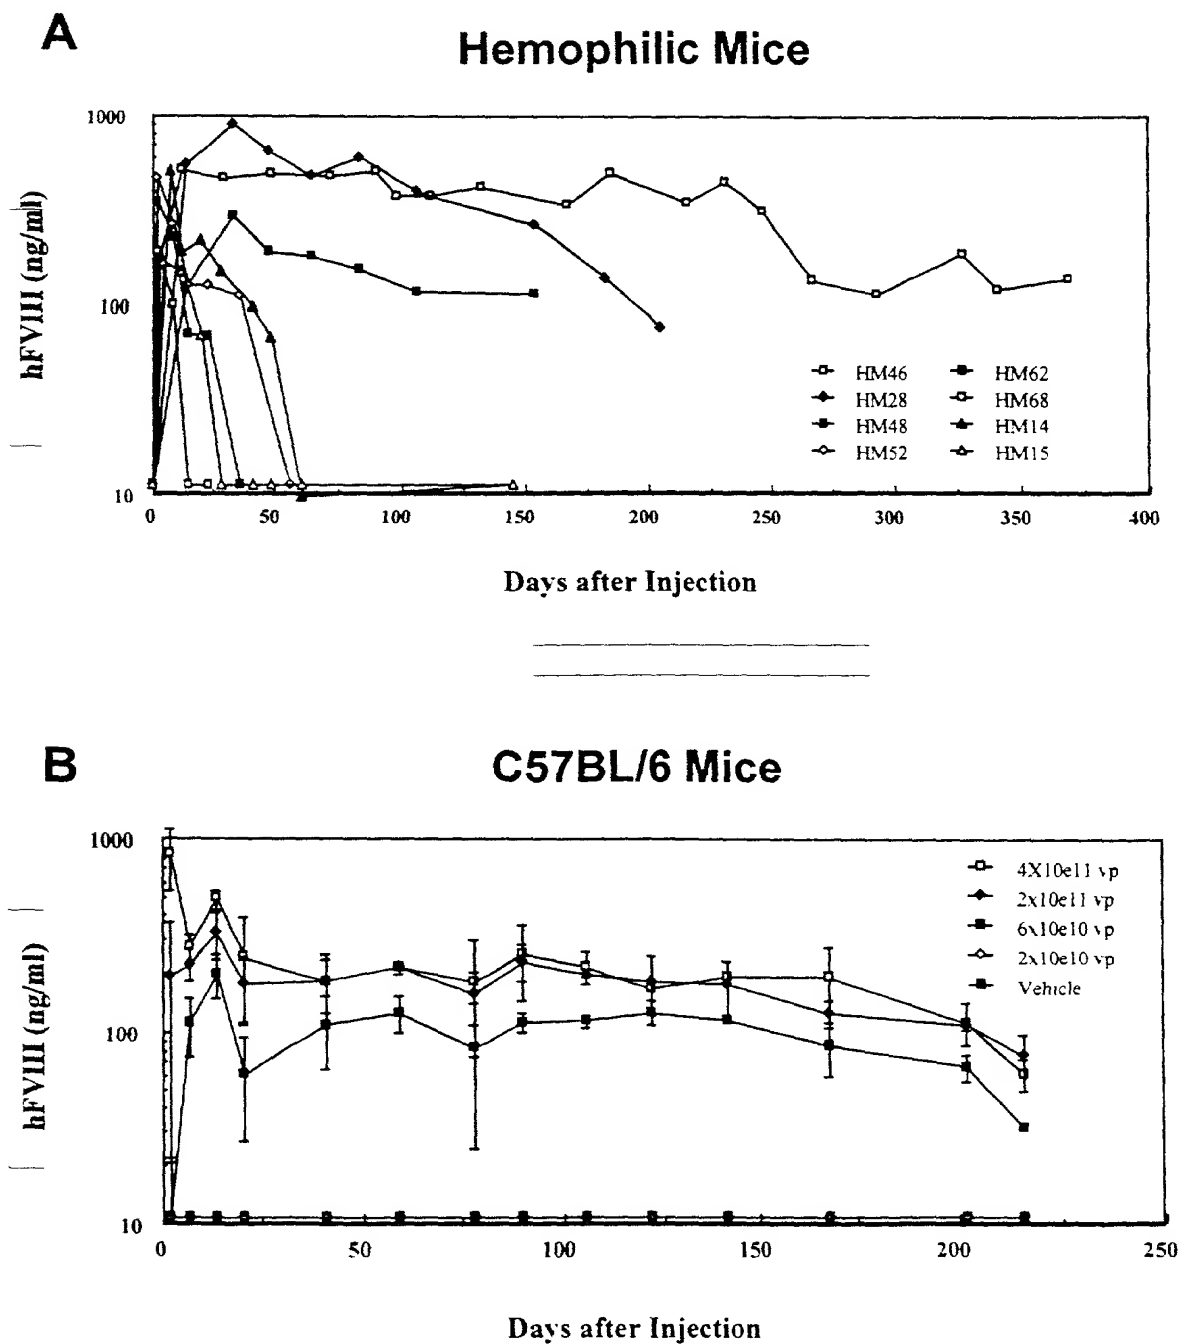 A
Hemophilic Mice
hFVIII (ng/ml)
1000
100
10
HM46
HM62
HM28
HM68
HM48
HM14
HM52
HM15
0 50 100 150 200 250 300 350 400
Days after Injection
B
C57BL/6 Mice
hFVIII (ng/ml)
1000
100
10
4X10e11 vp
2x10e11 vp
6x10e10 vp
2x10e10 vp
Vehicle
0 50 100 150 200 250
Days after Injection